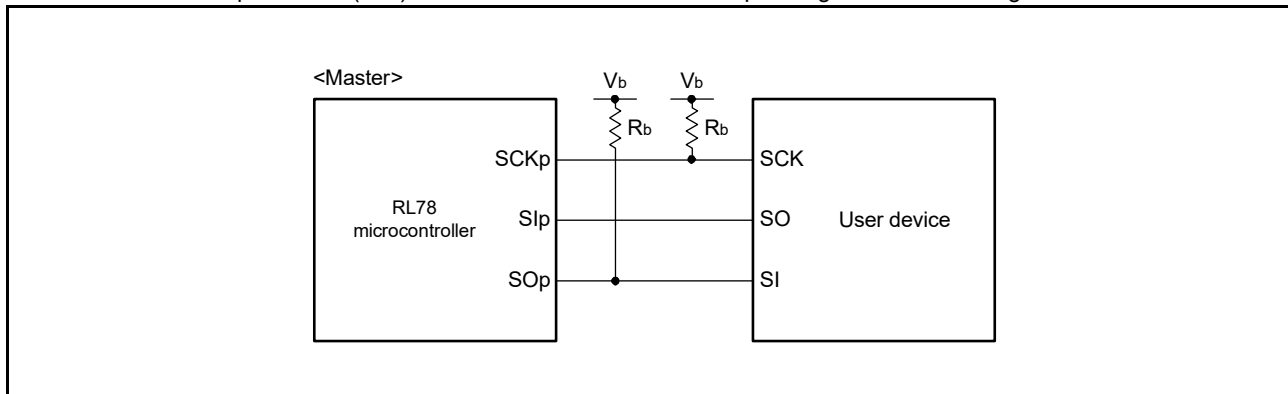 <Master>
Vb Vb
Rb Rb
SCKp SCK
RL78
microcontroller
SIp SO
User device
SOp SI